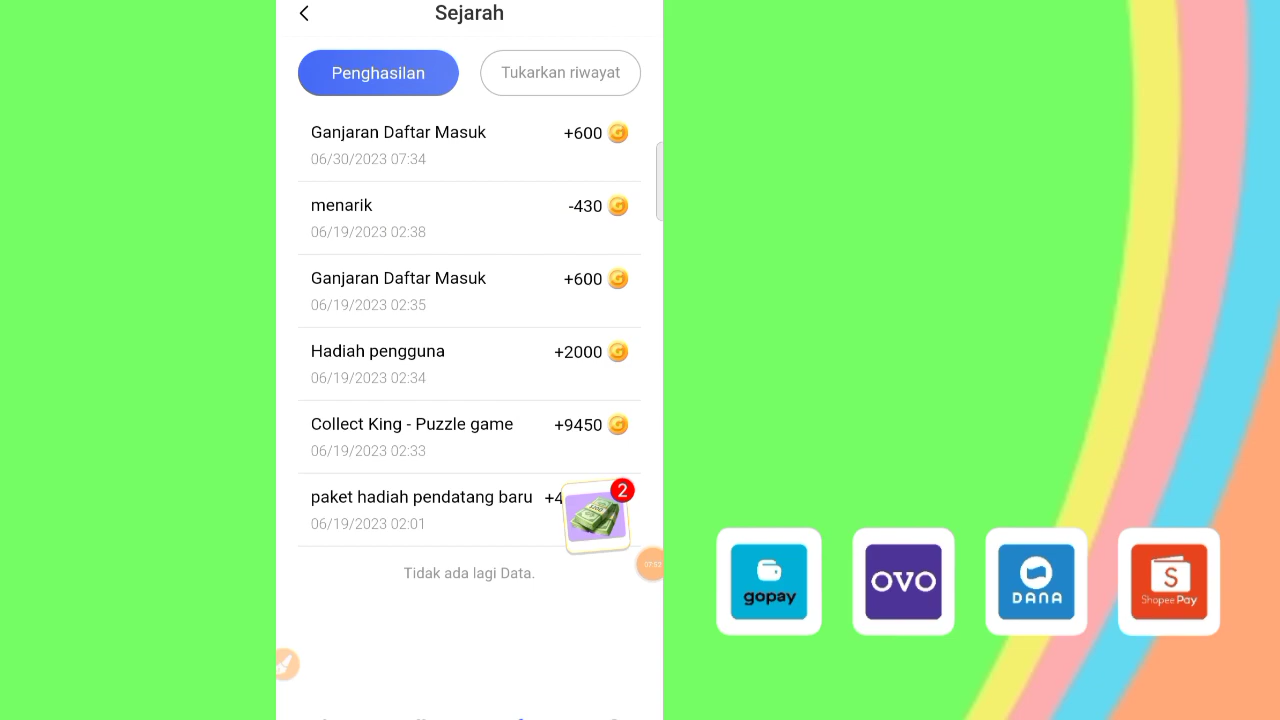 Sejarah
Penghasilan
Tukarkan riwayat
Ganjaran Daftar Masuk +600
06/30/2023 07:34
menarik -430
06/19/2023 02:38
Ganjaran Daftar Masuk +600
06/19/2023 02:35
Hadiah pengguna +2000
06/19/2023 02:34
Collect King - Puzzle game +9450
06/19/2023 02:33
paket hadiah pendatang baru +4
2
06/19/2023 02:01
Tidak ada lagi Data.
gopay
OVO
DANA
S
Shopee Pay